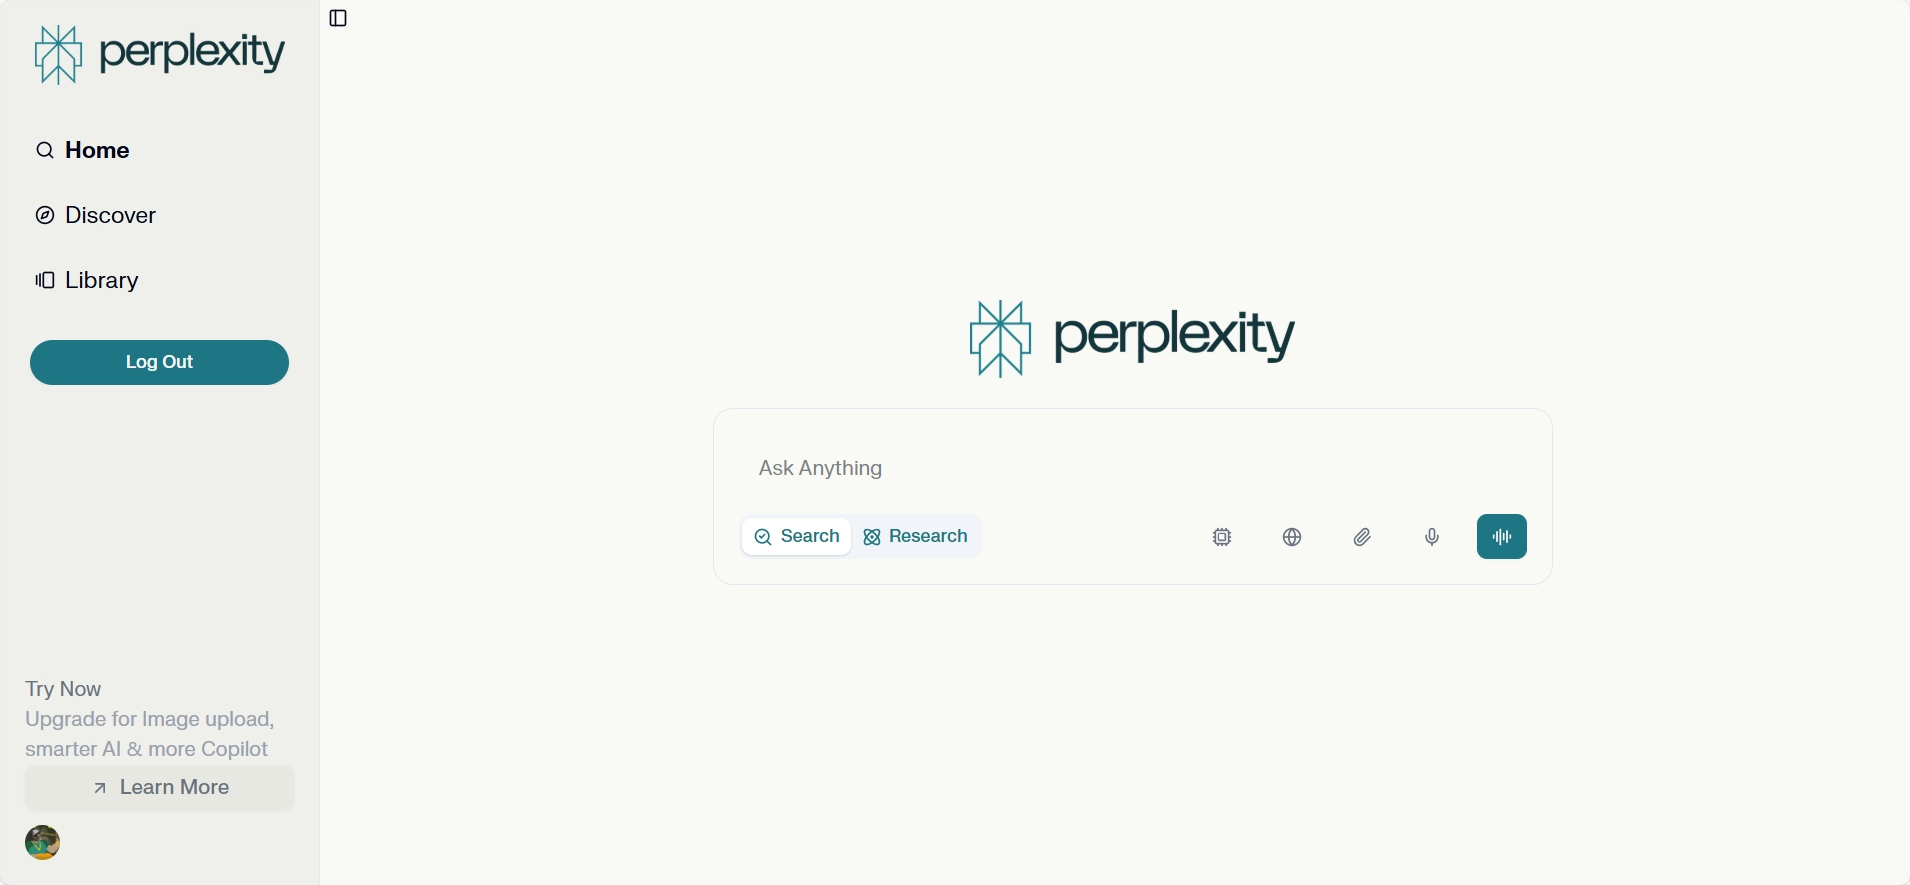 perplexity
Home
Discover
Library
Log Out
Try Now
Upgrade for Image upload,
smarter AI & more Copilot
Learn More
perplexity
Ask Anything
Search
Research